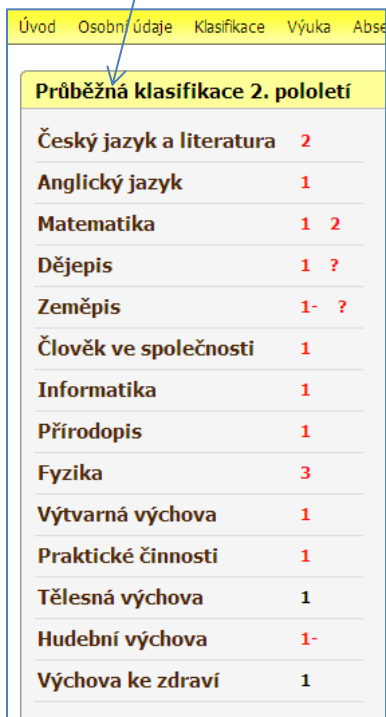 Úvod Osobní údaje Klasifikace Výuka
Průběžná klasifikace 2. pololetí
Český jazyk a literatura 2
Anglický jazyk 1
Matematika 1 2
Dějepis 1 ?
Zeměpis 1- ?
Člověk ve společnosti 1
Informatika 1
Přírodopis 1
Fyzika 3
Výtvarná výchova 1
Praktické činnosti 1
Tělesná výchova 1
Hudební výchova 1-
Výchova ke zdraví 1